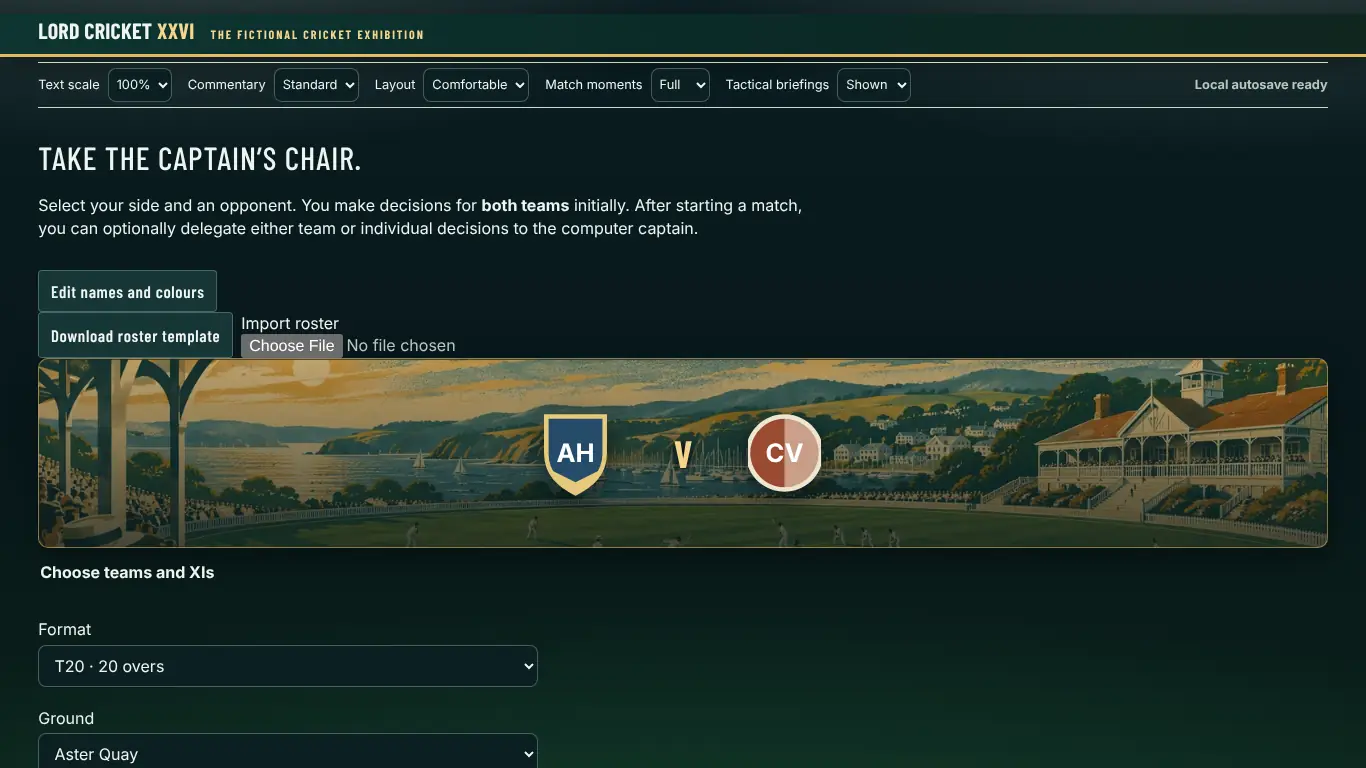 LORD CRICKET XXVI THE FICTIONAL CRICKET EXHIBITION
Text scale 100% Commentary Standard Layout Comfortable Match moments Full Tactical briefings Shown Local autosave ready
TAKE THE CAPTAIN’S CHAIR.
Select your side and an opponent. You make decisions for both teams initially. After starting a match,
you can optionally delegate either team or individual decisions to the computer captain.
Edit names and colours
Download roster template
Import roster
Choose File No file chosen
AH V CV
Choose teams and XIs
Format
T20 · 20 overs
Ground
Aster Quay